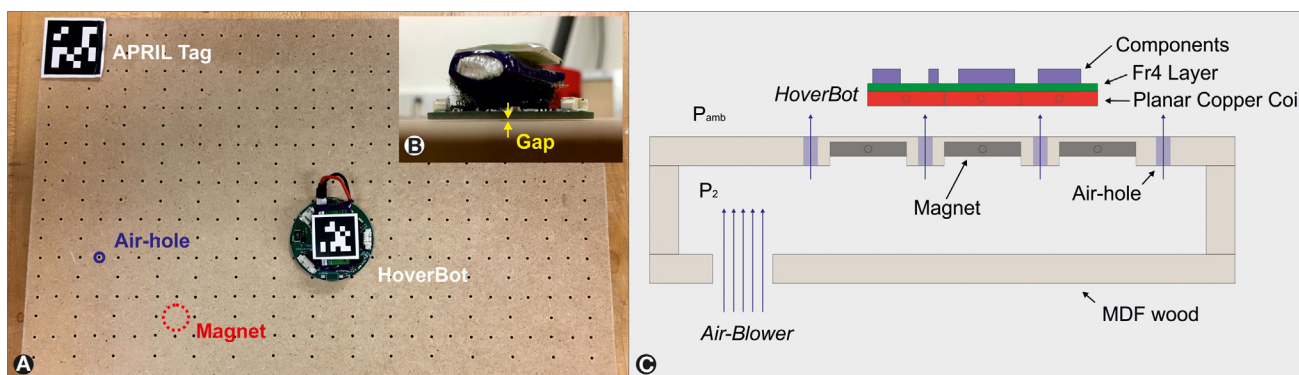 APRIL Tag
B
Gap
Air-hole
HoverBot
Magnet
A
Components
Fr4 Layer
HoverBot
Planar Copper Coi
Pamb
P2
Magnet
Air-hole
Air-Blower
MDF wood
C